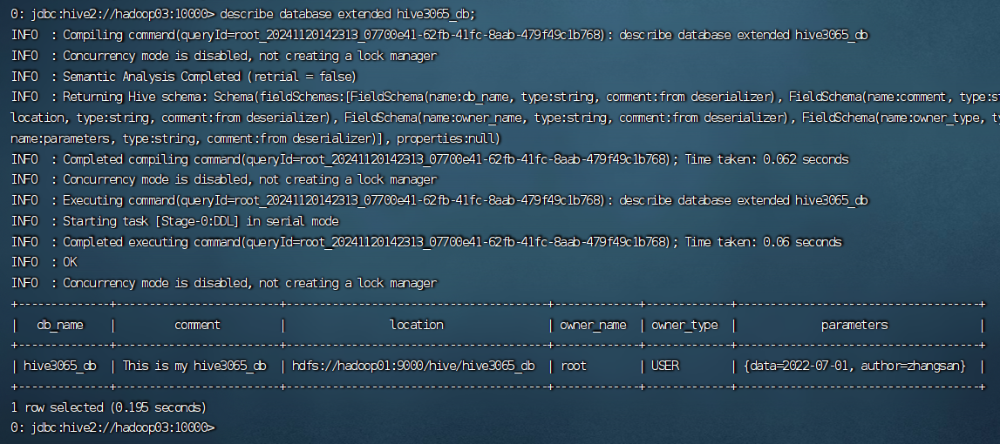 0: jdbc:hive2://hadoop03:10000> describe database extended hive3065_db;
INFO  : Compiling command(queryId=root_20241120142313_07700e41-62fb-41fc-8aab-479f49c1b768): describe database extended hive3065_db
INFO  : Concurrency mode is disabled, not creating a lock manager
INFO  : Semantic Analysis Completed (retrial = false)
INFO  : Returning Hive schema: Schema(fieldSchemas:[FieldSchema(name:db_name, type:string, comment:from deserializer), FieldSchema(name:comment, type:st
location, type:string, comment:from deserializer), FieldSchema(name:owner_name, type:string, comment:from deserializer), FieldSchema(name:owner_type, ty
name:parameters, type:string, comment:from deserializer)], properties:null)
INFO  : Completed compiling command(queryId=root_20241120142313_07700e41-62fb-41fc-8aab-479f49c1b768); Time taken: 0.062 seconds
INFO  : Concurrency mode is disabled, not creating a lock manager
INFO  : Executing command(queryId=root_20241120142313_07700e41-62fb-41fc-8aab-479f49c1b768): describe database extended hive3065_db
INFO  : Starting task [Stage-0:DDL] in serial mode
INFO  : Completed executing command(queryId=root_20241120142313_07700e41-62fb-41fc-8aab-479f49c1b768); Time taken: 0.06 seconds
INFO  : OK
INFO  : Concurrency mode is disabled, not creating a lock manager
+--------------+-------------------------+----------------------------------------+-------------+-------------+-------------------------------------+
|   db_name    |         comment         |                location                | owner_name  | owner_type  |             parameters              |
+--------------+-------------------------+----------------------------------------+-------------+-------------+-------------------------------------+
| hive3065_db  | This is my hive3065_db  | hdfs://hadoop01:9000/hive/hive3065_db  | root        | USER        | {data=2022-07-01, author=zhangsan}  |
+--------------+-------------------------+----------------------------------------+-------------+-------------+-------------------------------------+
1 row selected (0.195 seconds)
0: jdbc:hive2://hadoop03:10000>